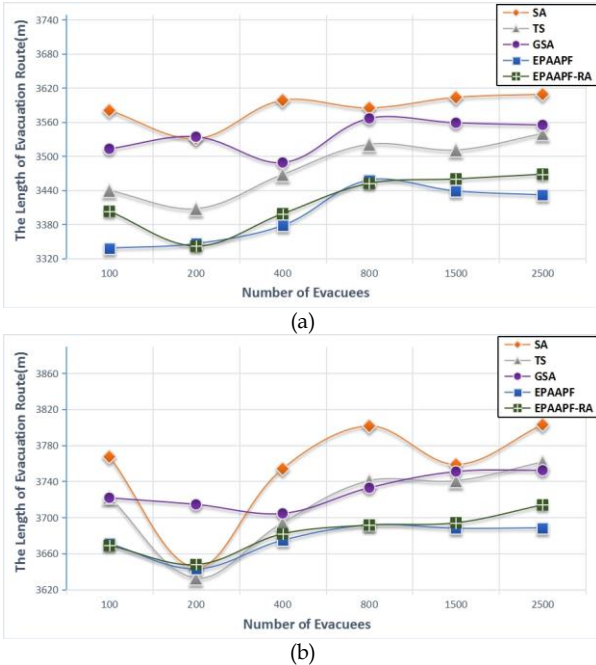 3740
3680
3620
3560
3500
3440
3380
3320
The Length of Evacuation Route(m)
SA
TS
GSA
EPAAPF
EPAAPF-RA
100 200 400 800 1500 2500
Number of Evacuees
(a)
3860
3820
3780
3740
3700
3660
3620
The Length of Evacuation Route(m)
SA
TS
GSA
EPAAPF
EPAAPF-RA
100 200 400 800 1500 2500
Number of Evacuees
(b)